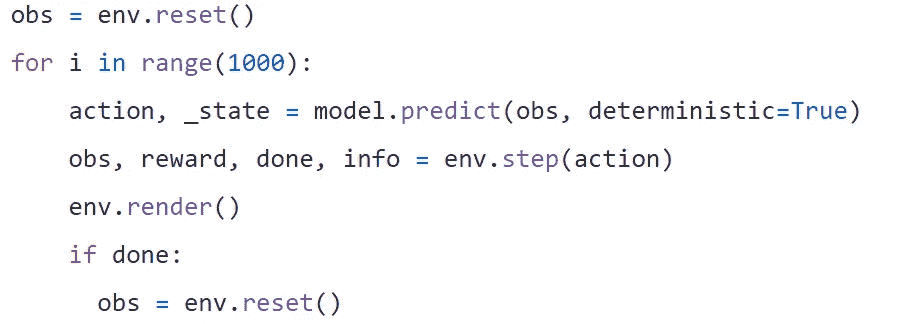 obs = env.reset()
for i in range(1000):
    action, _state = model.predict(obs, deterministic=True)
    obs, reward, done, info = env.step(action)
    env.render()
    if done:
      obs = env.reset()